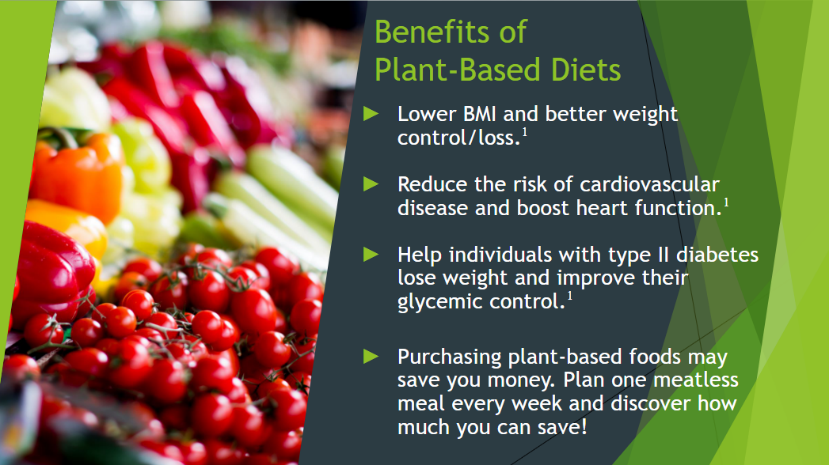 Benefits of
Plant-Based Diets
► Lower BMI and better weight
control/loss.¹
► Reduce the risk of cardiovascular
disease and boost heart function.¹
► Help individuals with type II diabetes
lose weight and improve their
glycemic control.¹
► Purchasing plant-based foods may
save you money. Plan one meatless
meal every week and discover how
much you can save!